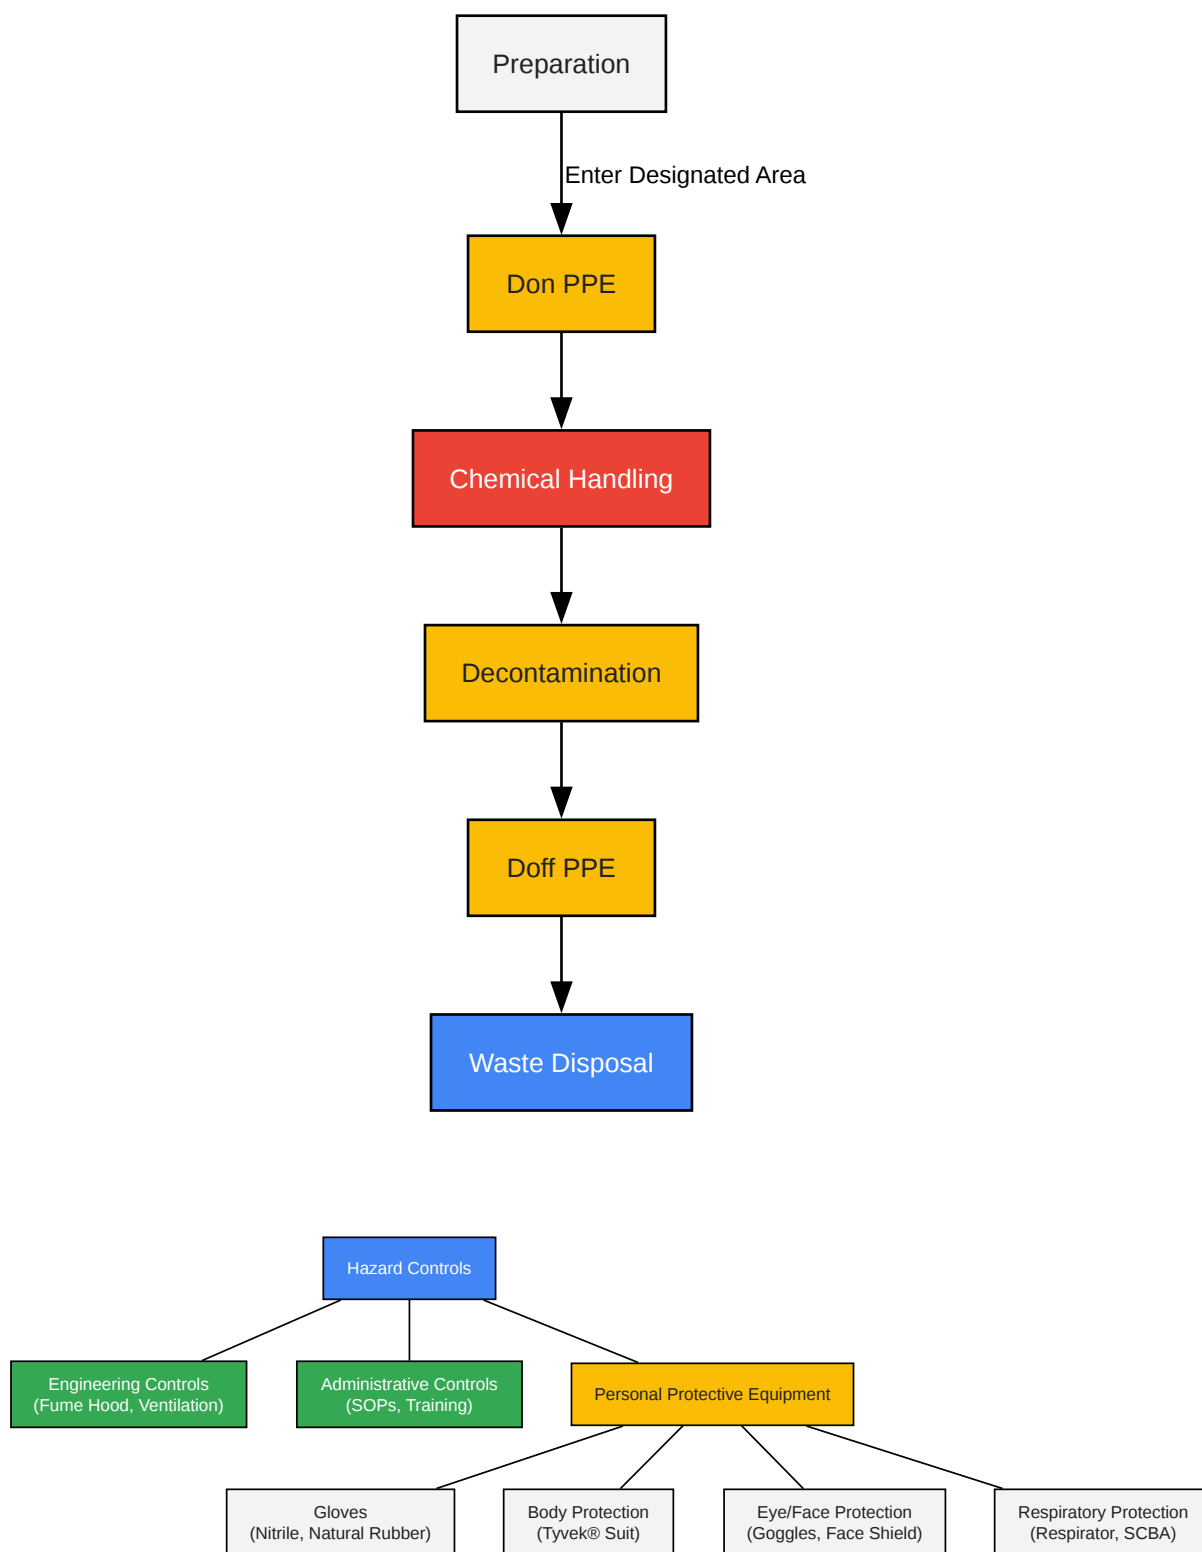 Preparation
Enter Designated Area
Don PPE
Chemical Handling
Decontamination
Doff PPE
Waste Disposal
Hazard Controls
Engineering Controls
(Fume Hood, Ventilation)
Administrative Controls
(SOPs, Training)
Personal Protective Equipment
Gloves
(Nitrile, Natural Rubber)
Body Protection
(Tyvek® Suit)
Eye/Face Protection
(Goggles, Face Shield)
Respiratory Protection
(Respirator, SCBA)